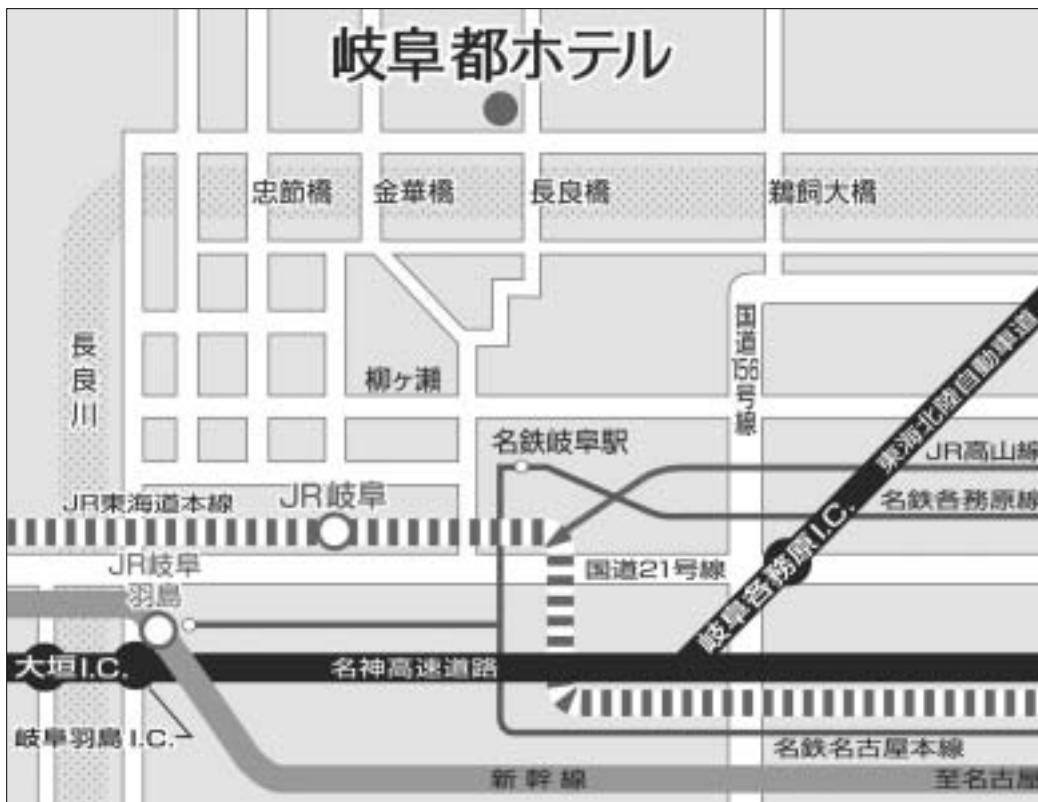 岐阜都ホテル
忠節橋
金華橋
長良橋
鵜飼大橋
長良川
国道156号線
柳ヶ瀬
東海北陸自動車道
名鉄岐阜駅
JR高山線
JR東海道本線
JR岐阜
名鉄各務原線
岐阜各務原I.C.
JR岐阜
羽島
国道21号線
大垣I.C.
名神高速道路
岐阜羽島I.C.
名鉄名古屋本線
新幹線
至名古屋